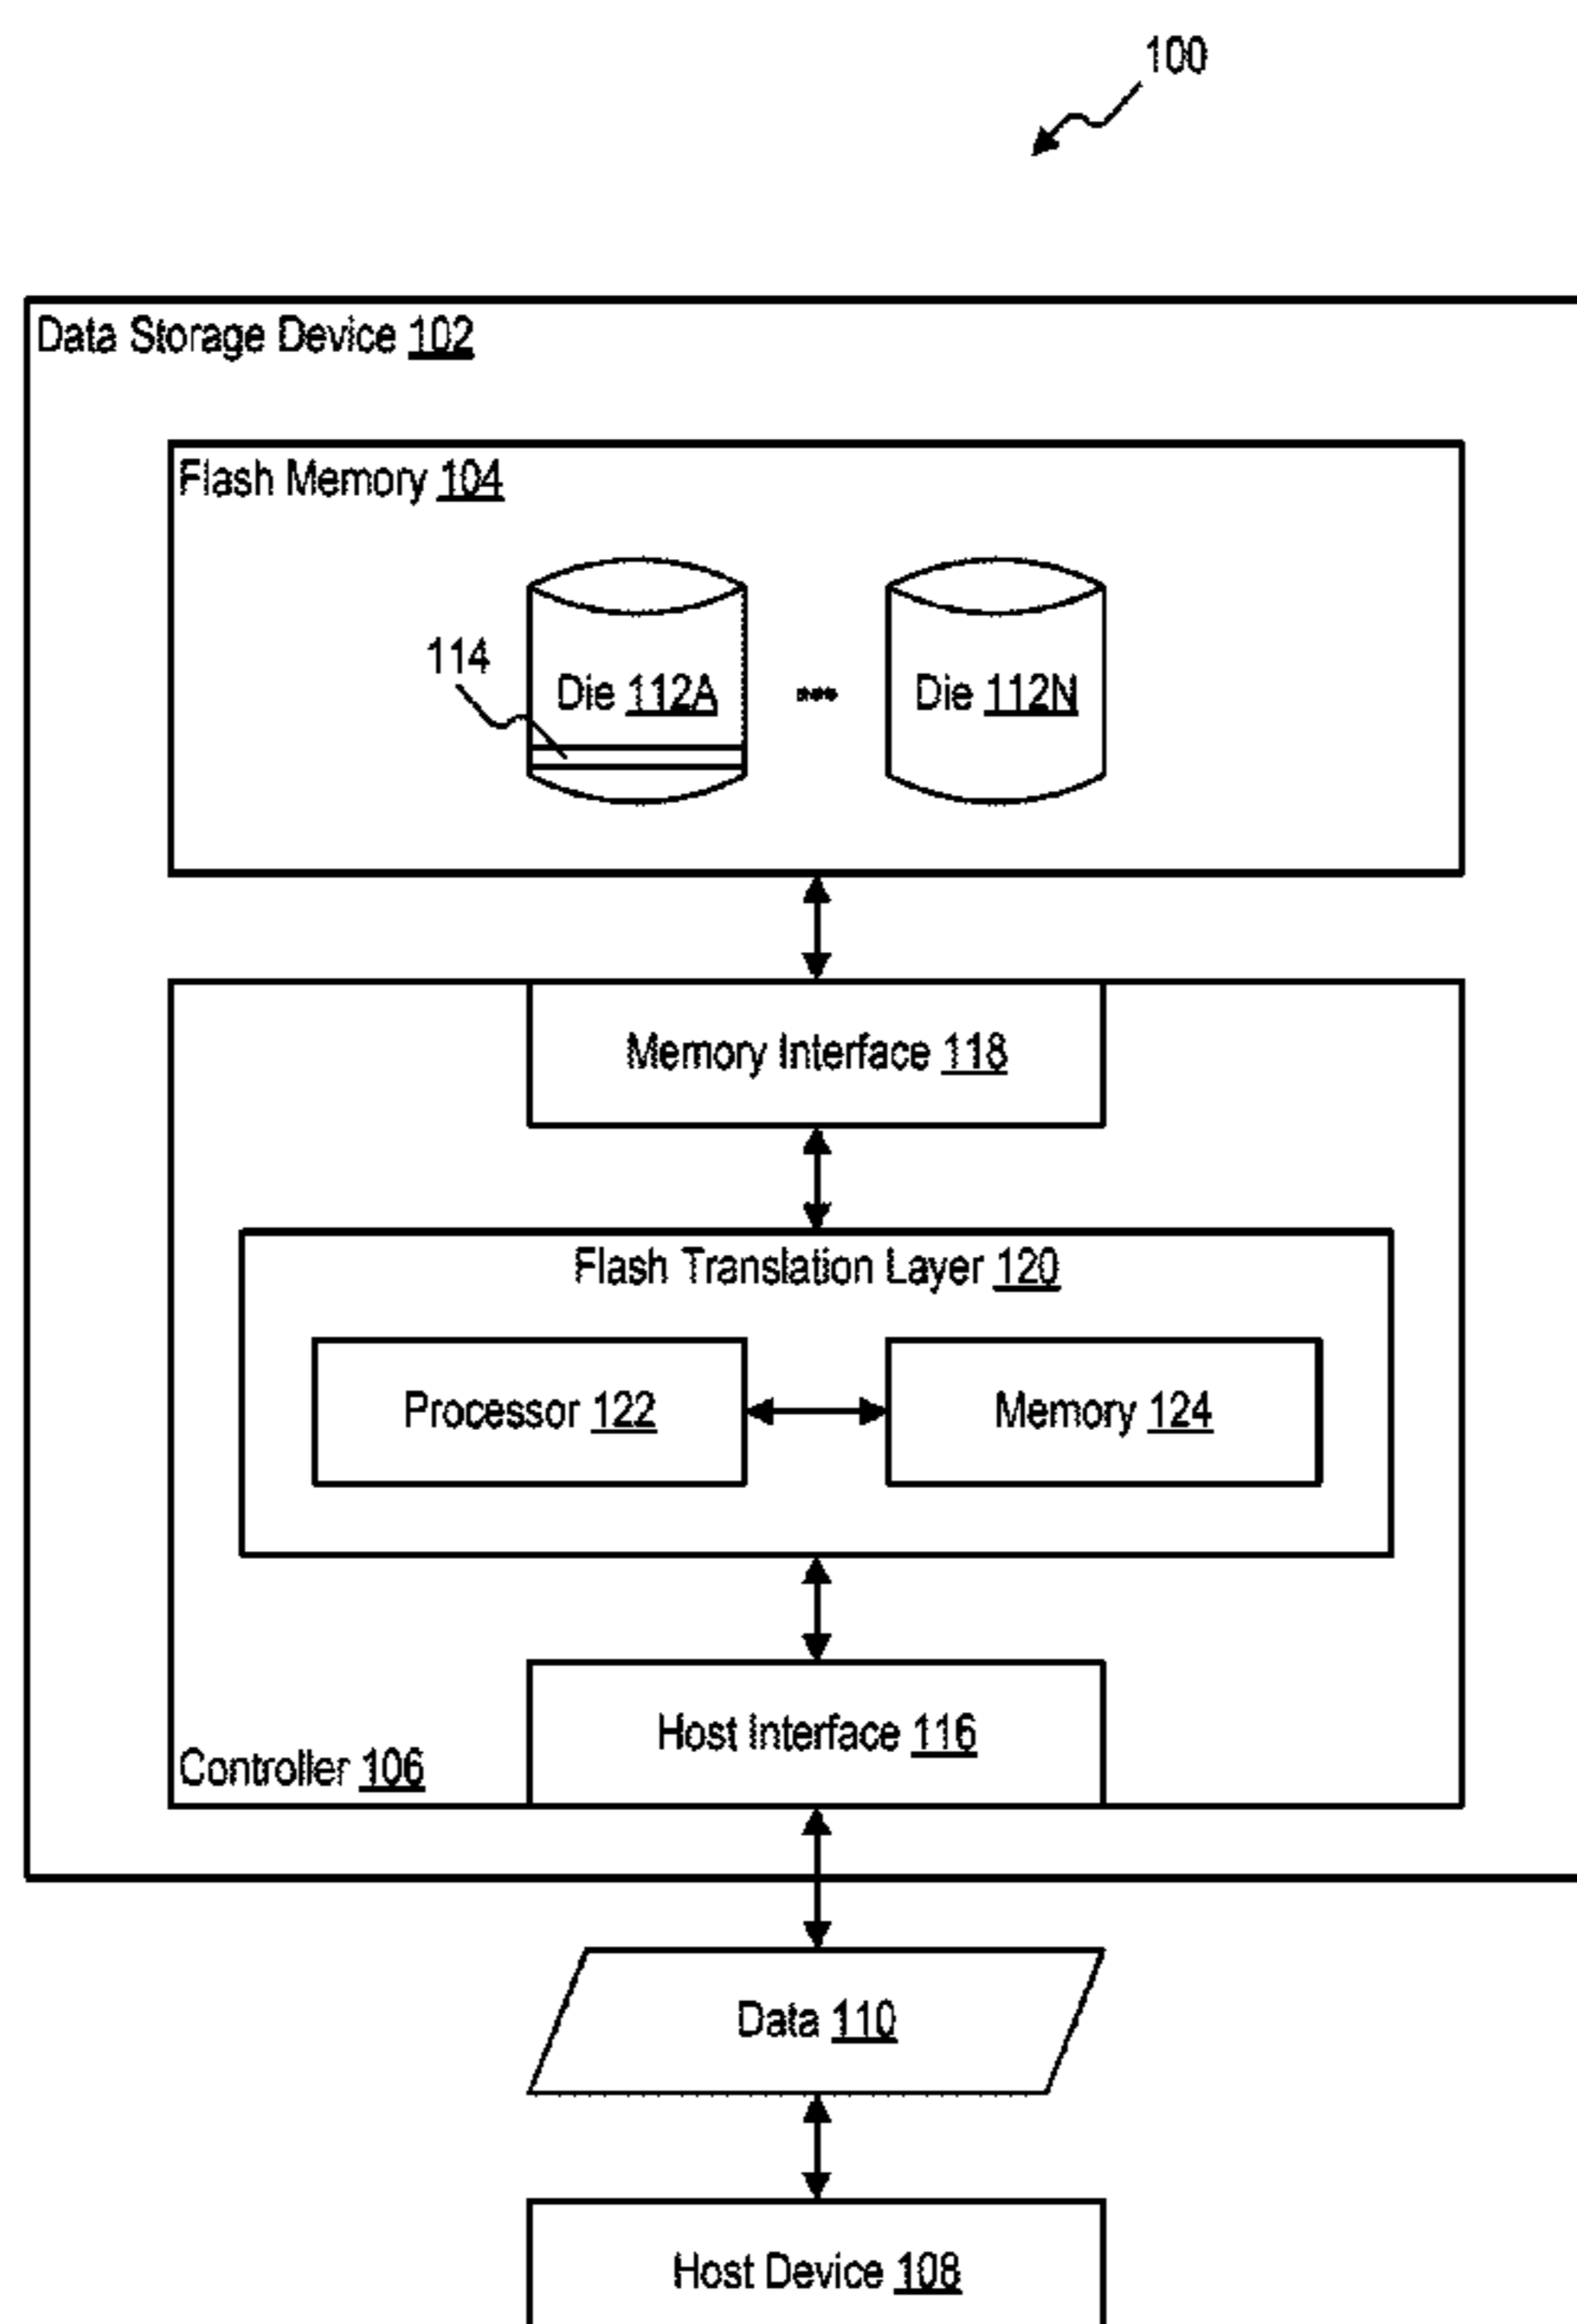 100
Data Storage Device 102
Flash Memory 104
114
Die 112A
Die 112N
Memory Interface 118
Flash Translation Layer 120
Processor 122
Memory 124
Host Interface 116
Controller 106
Data 110
Host Device 108